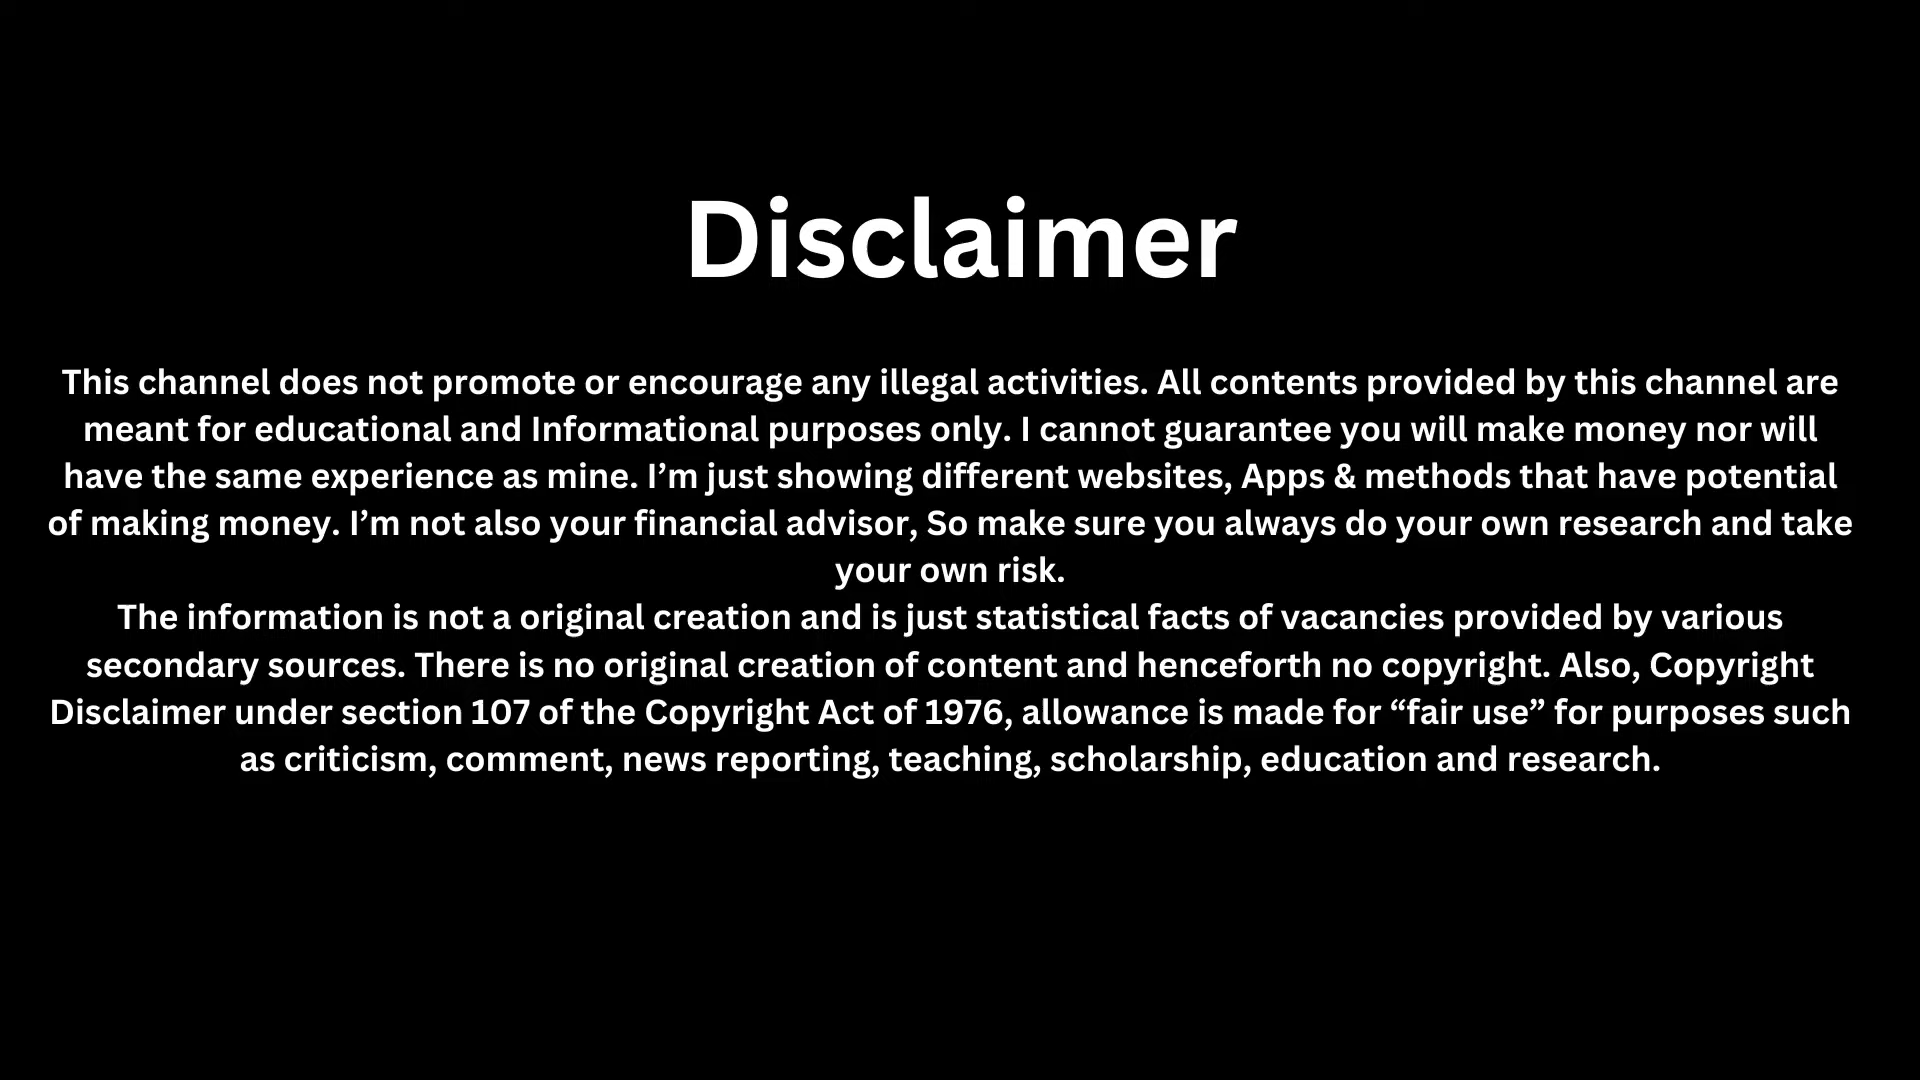 Disclaimer
This channel does not promote or encourage any illegal activities. All contents provided by this channel are
meant for educational and Informational purposes only. I cannot guarantee you will make money nor will
have the same experience as mine. I’m just showing different websites, Apps & methods that have potential
of making money. I’m not also your financial advisor, So make sure you always do your own research and take
your own risk.
The information is not a original creation and is just statistical facts of vacancies provided by various
secondary sources. There is no original creation of content and henceforth no copyright. Also, Copyright
Disclaimer under section 107 of the Copyright Act of 1976, allowance is made for “fair use” for purposes such
as criticism, comment, news reporting, teaching, scholarship, education and research.